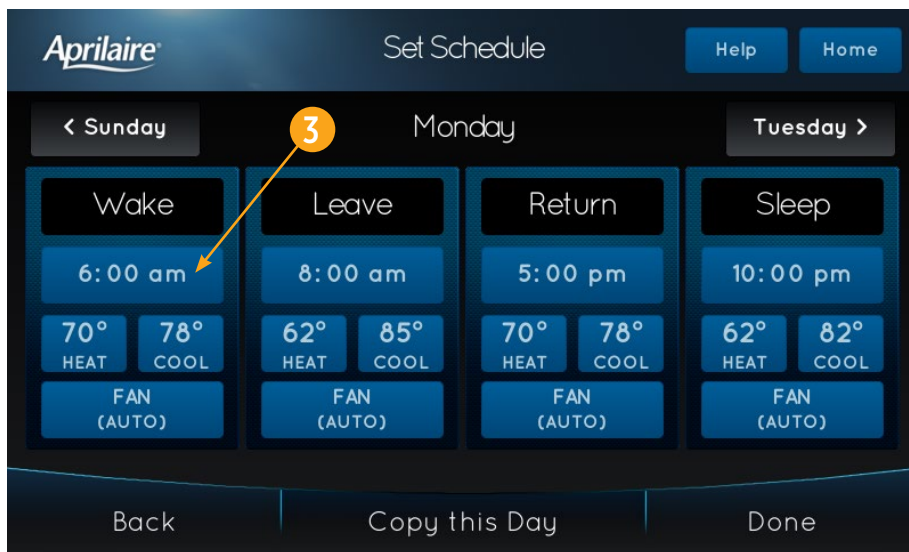 Aprilaire®
Set Schedule
Help
Home
< Sunday
3
Monday
Tuesday >
Wake
Leave
Return
Sleep
6:00 am
8:00 am
5:00 pm
10:00 pm
70° 78°
HEAT COOL
62° 85°
HEAT COOL
70° 78°
HEAT COOL
62° 82°
HEAT COOL
FAN
(AUTO)
FAN
(AUTO)
FAN
(AUTO)
FAN
(AUTO)
Back
Copy this Day
Done